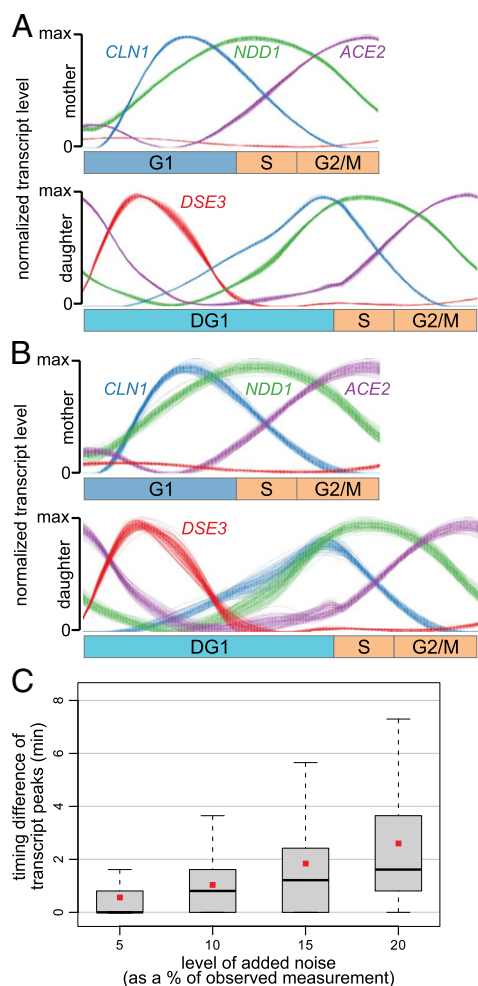 A
normalized transcript level
mother
max
0
CLN1
NDD1
ACE2
G1
S
G2/M
daughter
max
0
DSE3
DG1
S
G2/M
B
normalized transcript level
mother
max
0
CLN1
NDD1
ACE2
G1
S
G2/M
daughter
max
0
DSE3
DG1
S
G2/M
C
timing difference of
transcript peaks (min)
8
6
4
2
0
5
10
15
20
level of added noise
(as a % of observed measurement)